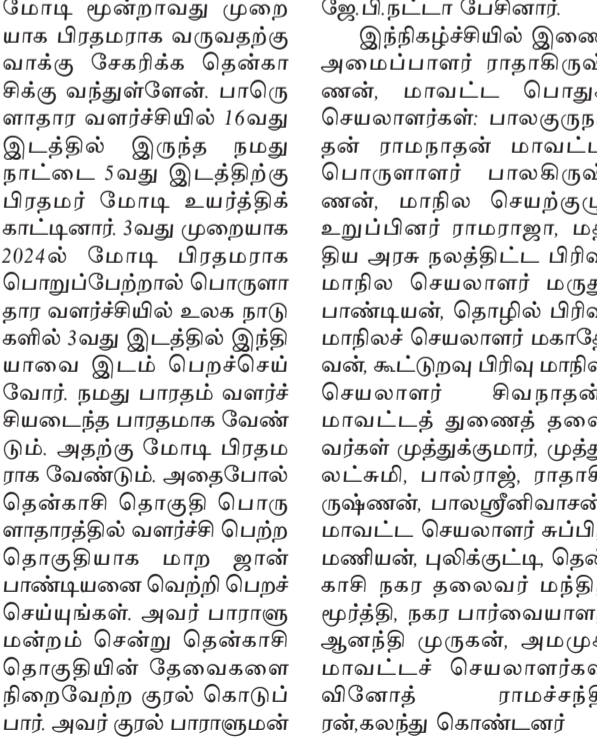 மோடி மூன்றாவது முறை
யாக பிரதமராக வருவதற்கு
வாக்கு சேகரிக்க தென்கா
சிக்கு வந்துள்ளேன். பாரெு
ளாதார வளர்ச்சியில் 16வது
இடத்தில் இருந்த நமது
நாட்டை 5வது இடத்திற்கு
பிரதமர் மோடி உயர்த்திக்
காட்டினார். 3வது முறையாக
2024ல் மோடி பிரதமராக
பொறுப்பேற்றால் பொருளா
தார வளர்ச்சியில் உலக நாடு
களில் 3வது இடத்தில் இந்தி
யாவை இடம் பெறச்செய்
வோர். நமது பாரதம் வளர்ச்
சியடைந்த பாரதமாக வேண்
டும். அதற்கு மோடி பிரதம
ராக வேண்டும். அதைபோல்
தென்காசி தொகுதி பொரு
ளாதாரத்தில் வளர்ச்சி பெற்ற
தொகுதியாக மாற ஜான்
பாண்டியனை வெற்றி பெறச்
செய்யுங்கள். அவர் பாராளு
மன்றம் சென்று தென்காசி
தொகுதியின் தேவைகளை
நிறைவேற்ற குரல் கொடுப்
பார். அவர் குரல் பாராளுமன்
ஜே.பி.நட்டா பேசினார்.
இந்நிகழ்ச்சியில் இணை
அமைப்பாளர் ராதாகிருஷ்
ணன், மாவட்ட பொதுச்
செயலாளர்கள்: பாலகுருநா
தன் ராமநாதன் மாவட்ட
பொருளாளர் பாலகிருஷ்
ணன், மாநில செயற்குழு
உறுப்பினர் ராமராஜா, மத்
திய அரசு நலத்திட்ட பிரிவு
மாநில செயலாளர் மருது
பாண்டியன், தொழில் பிரிவு
மாநிலச் செயலாளர் மகாதே
வன், கூட்டுறவு பிரிவு மாநில
செயலாளர் சிவநாதன்
மாவட்டத் துணைத் தலை
வர்கள் முத்துக்குமார், முத்து
லட்சுமி, பால்ராஜ், ராதாகி
ருஷ்ணன், பாலஸ்ரீனிவாசன்
மாவட்ட செயலாளர் சுப்பிர
மணியன், புலிக்குட்டி, தென்
காசி நகர தலைவர் மந்திர
மூர்த்தி, நகர பார்வையாளர்
ஆனந்தி முருகன், அமமுக
மாவட்டச் செயலாளர்கள்
வினோத் ராமச்சந்தி
ரன்,கலந்து கொண்டனர்